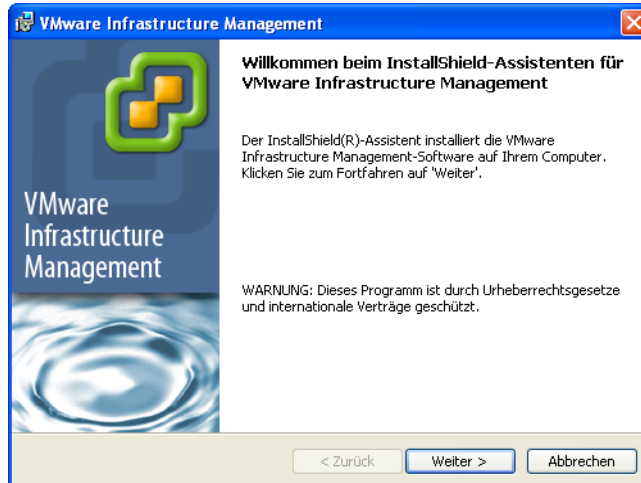 VMware Infrastructure Management
Willkommen beim InstallShield-Assistenten für
VMware Infrastructure Management
Der InstallShield(R)-Assistent installiert die VMware
Infrastructure Management-Software auf Ihrem Computer.
Klicken Sie zum Fortfahren auf 'Weiter'.
VMware
Infrastructure
Management
WARNUNG: Dieses Programm ist durch Urheberrechtsgesetze
und internationale Verträge geschützt.
< Zurück Weiter > Abbrechen